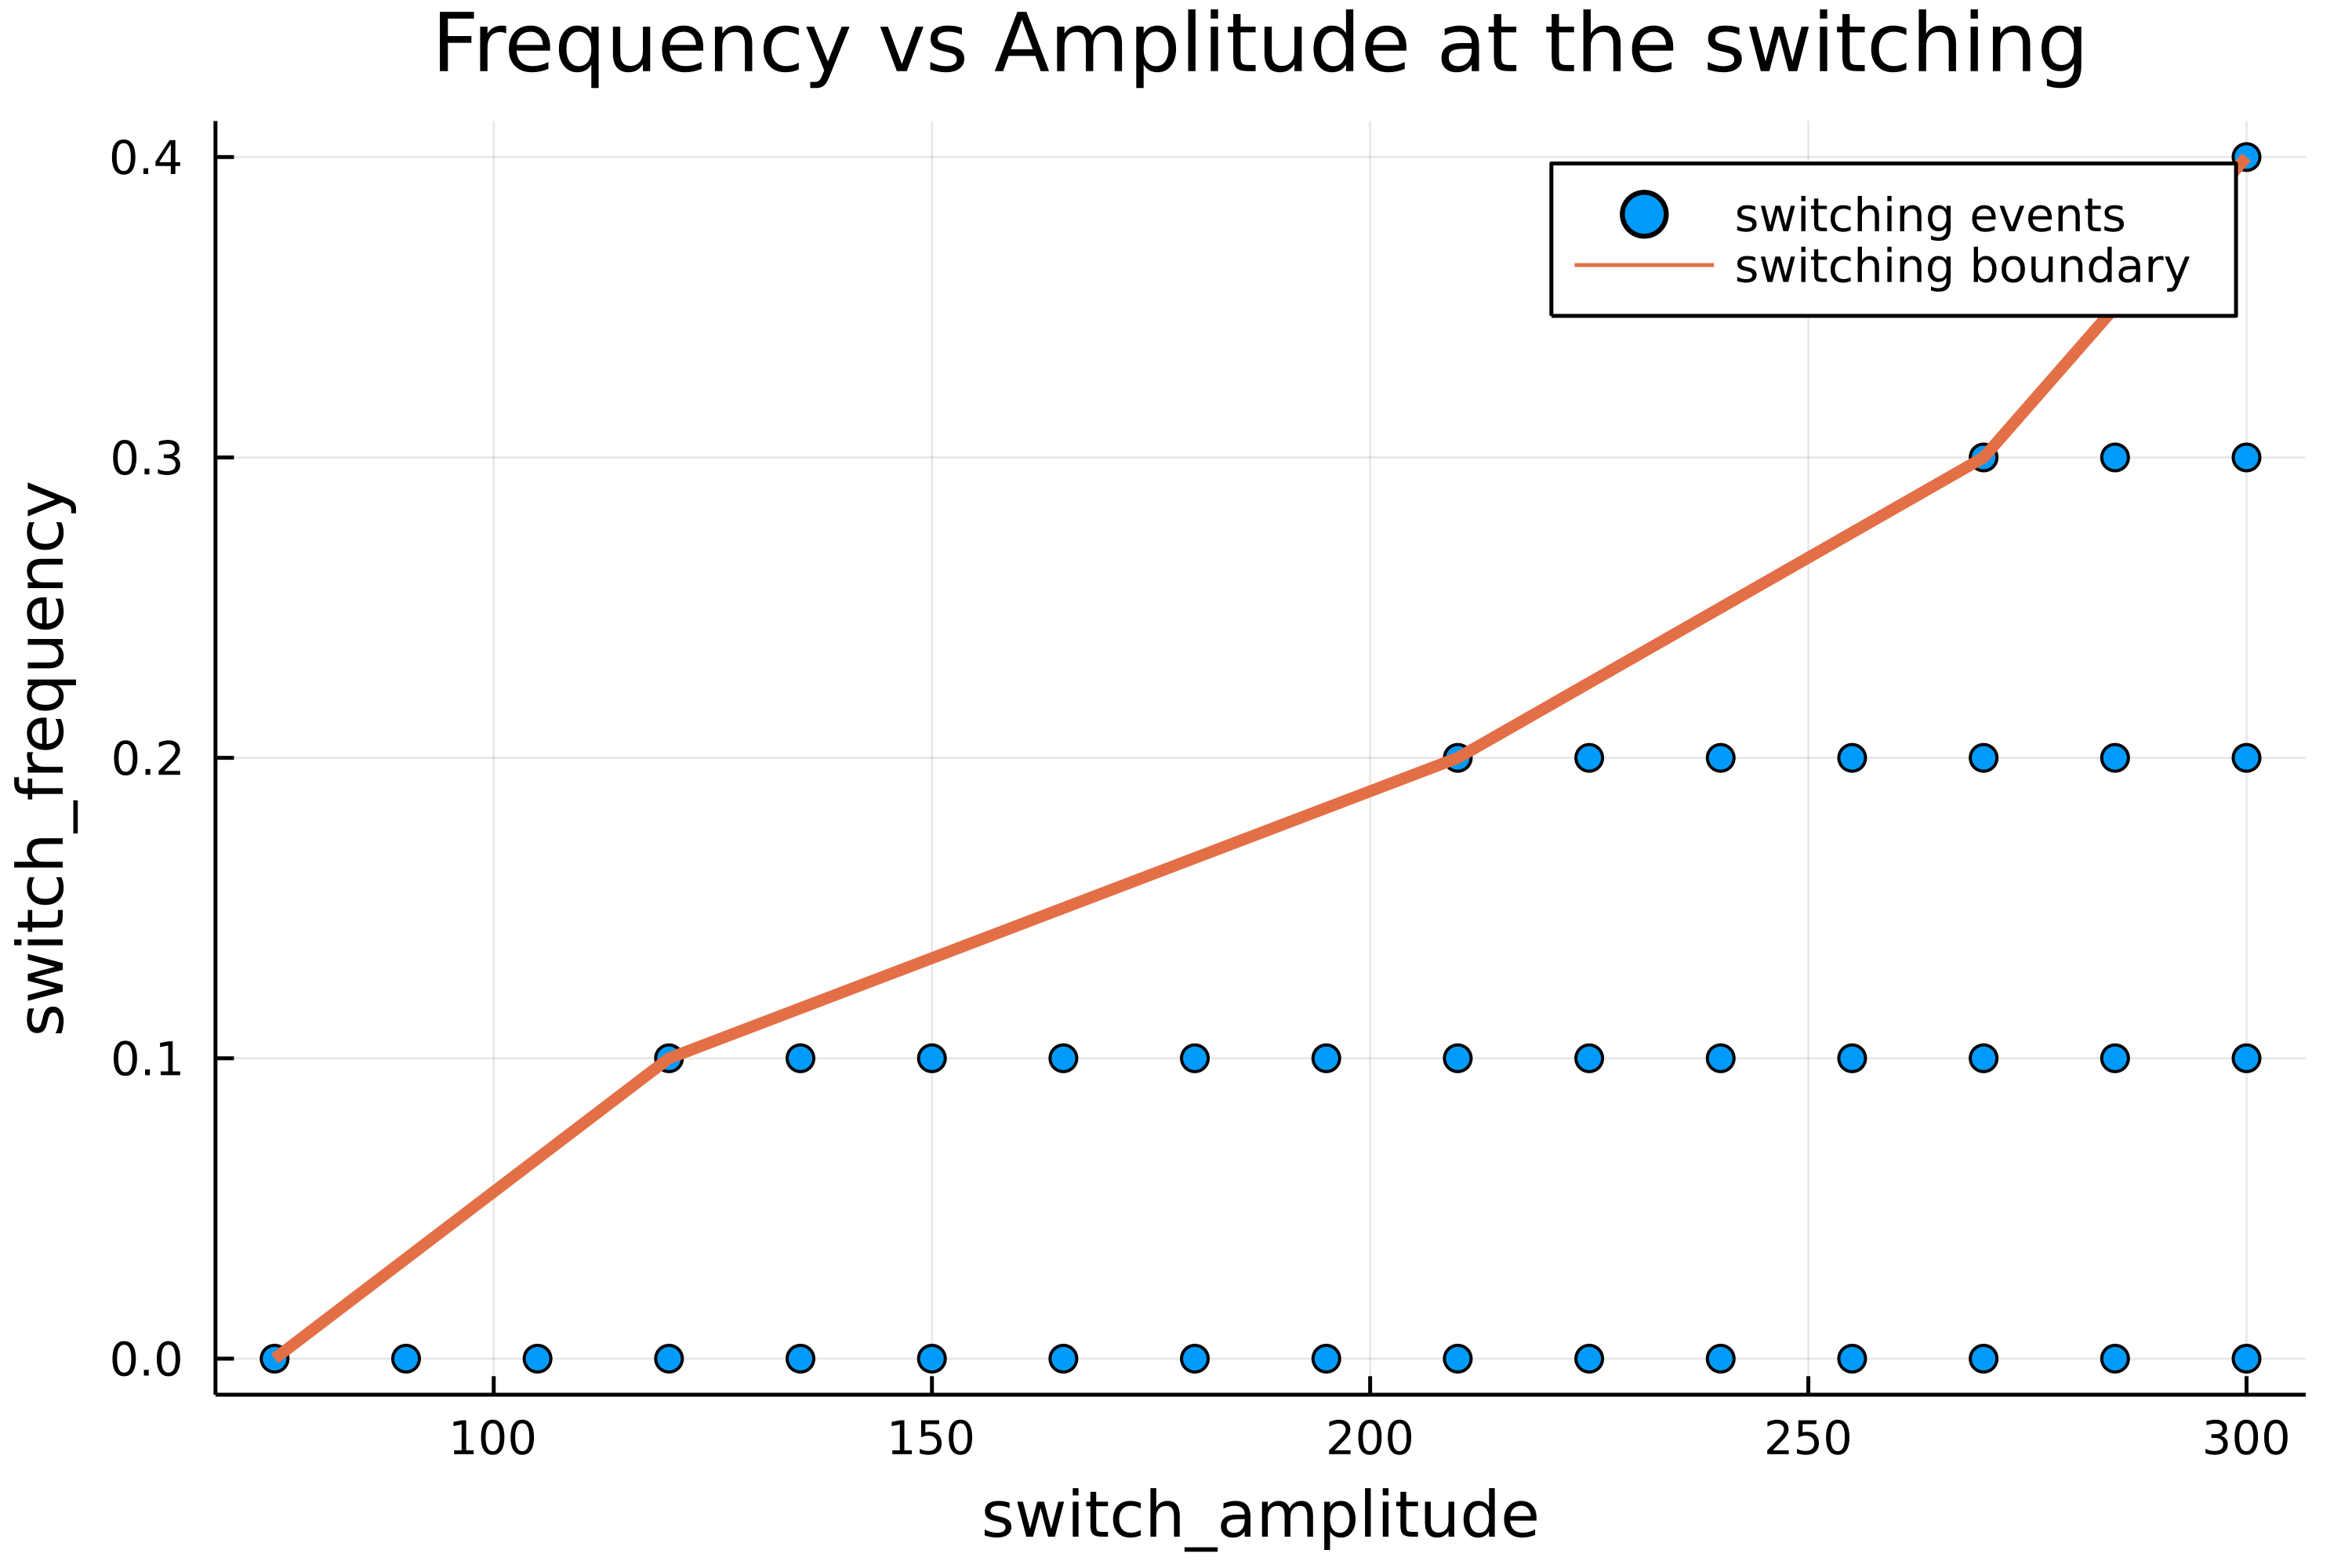 Frequency vs Amplitude at the switching
switching events
switching boundary
0.4
0.3
0.2
0.1
0.0
switch_frequency
100 150 200 250 300
switch_amplitude